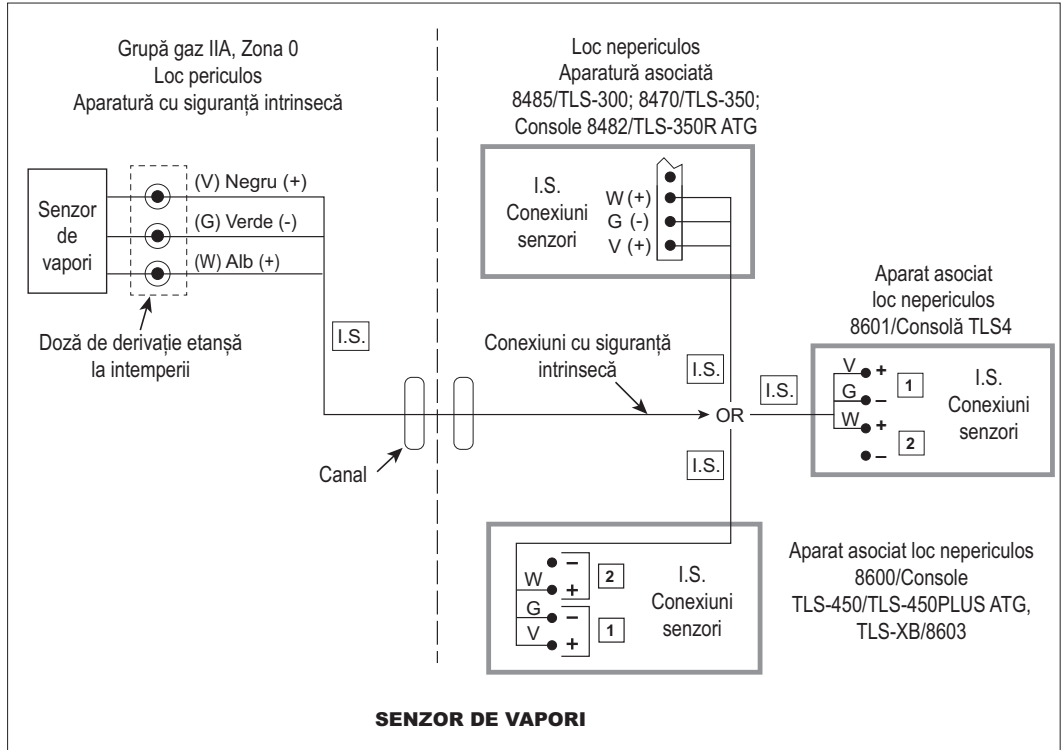 Grupă gaz IIA, Zona 0
Loc periculos
Aparatură cu siguranță intrinsecă
Senzor
de
vapori
(V) Negru (+)
(G) Verde (-)
(W) Alb (+)
Doză de derivație etanșă
la intemperii
I.S.
Canal
Loc nepericulos
Aparatură asociată
8485/TLS-300; 8470/TLS-350;
Console 8482/TLS-350R ATG
I.S.
Conexiuni
senzori
W (+)
G (-)
V (+)
Conexiuni cu siguranță
intrinsecă
I.S.
OR
I.S.
I.S.
Aparat asociat
loc nepericulos
8601/Consolă TLS4
V +
G −
1
W +
−
2
I.S.
Conexiuni
senzori
−
W +
2
G −
V +
1
I.S.
Conexiuni
senzori
Aparat asociat loc nepericulos
8600/Console
TLS-450/TLS-450PLUS ATG,
TLS-XB/8603
SENZOR DE VAPORI